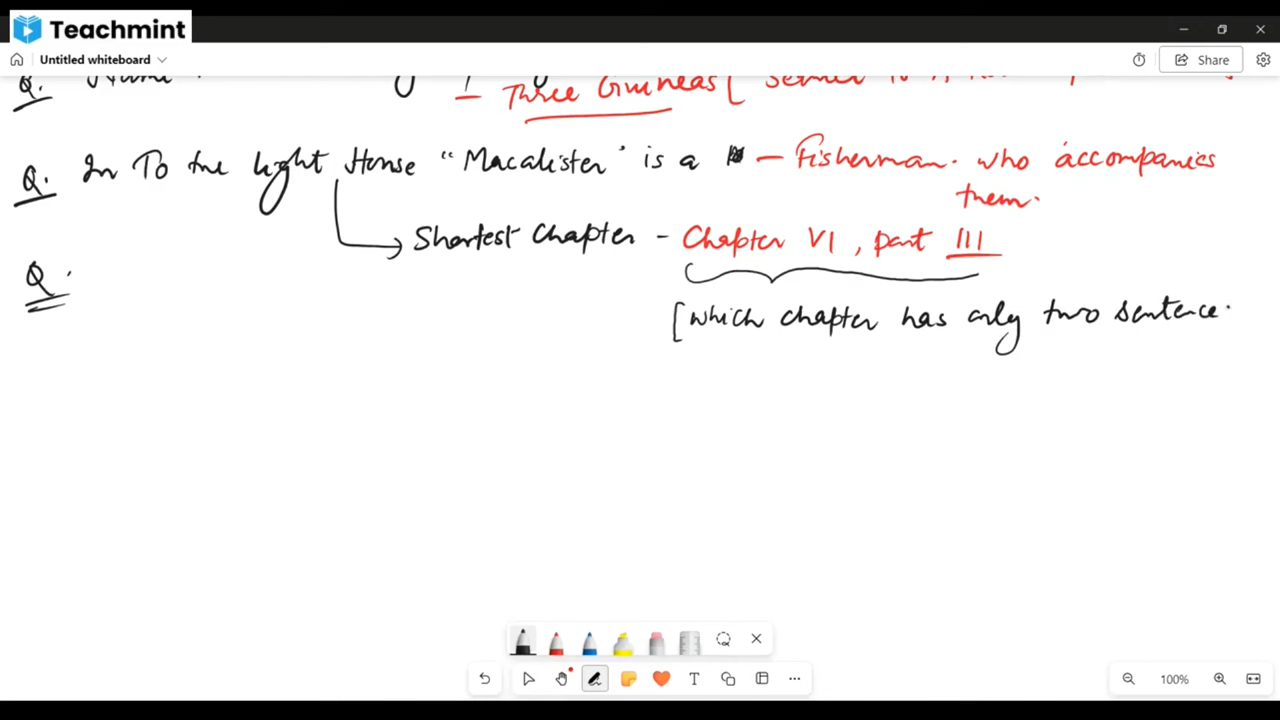 Teachmint
Untitled whiteboard
Share
Q.
Three Guineas [
Q. In To the light House "Macalister" is a – Fisherman. who accompanies
them.
Shortest Chapter – Chapter VI, part III
Q.
[which chapter has only two sentence.
100%